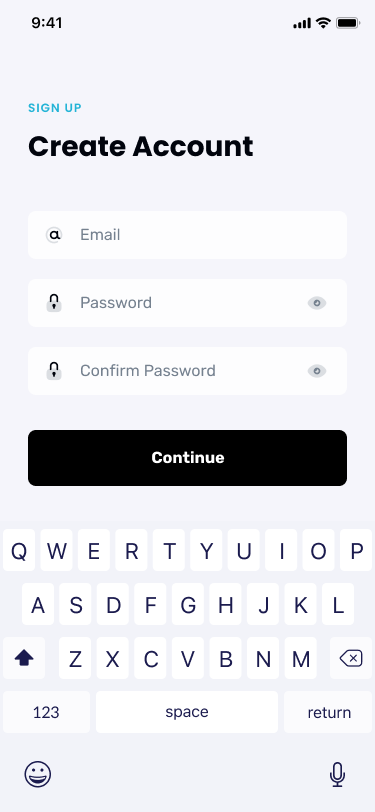 9:41
SIGN UP
Create Account
Email
Password
Confirm Password
Continue
Q W E R T Y U I O P
A S D F G H J K L
Z X C V B N M
123 space return